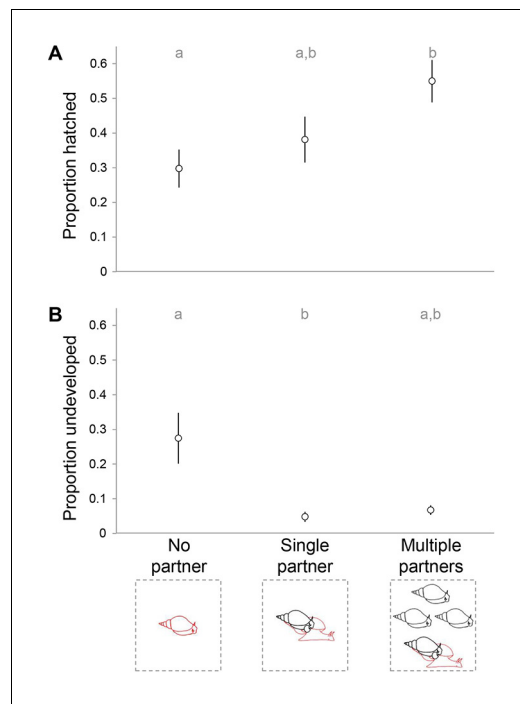 A
a
a,b
b
0.6
0.5
0.4
0.3
0.2
0.1
0
Proportion hatched
B
a
b
a,b
0.6
0.5
0.4
0.3
0.2
0.1
0
Proportion undeveloped
No
partner
Single
partner
Multiple
partners